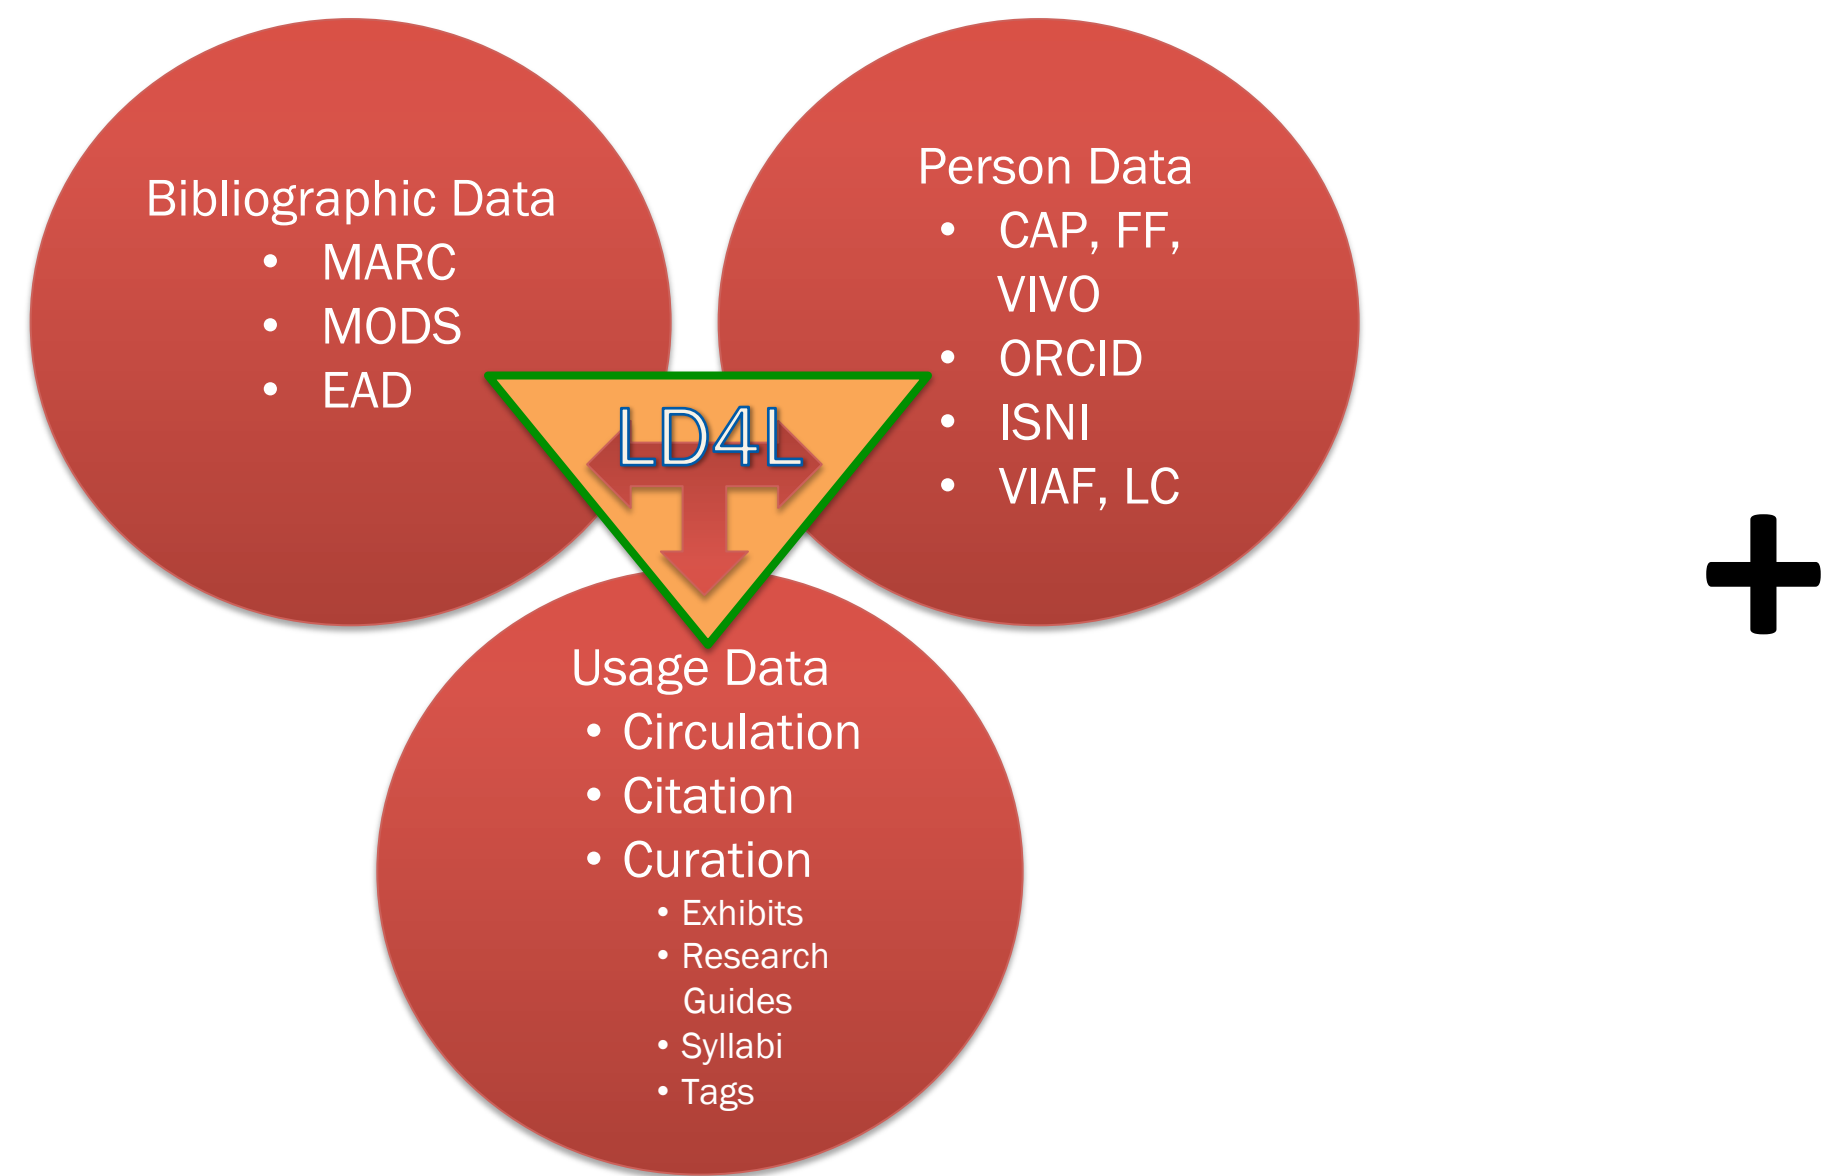 Bibliographic Data
• MARC
• MODS
• EAD
Person Data
• CAP, FF,
VIVO
• ORCID
• ISNI
• VIAF, LC
LD4L
Usage Data
• Circulation
• Citation
• Curation
• Exhibits
• Research
Guides
• Syllabi
• Tags
+